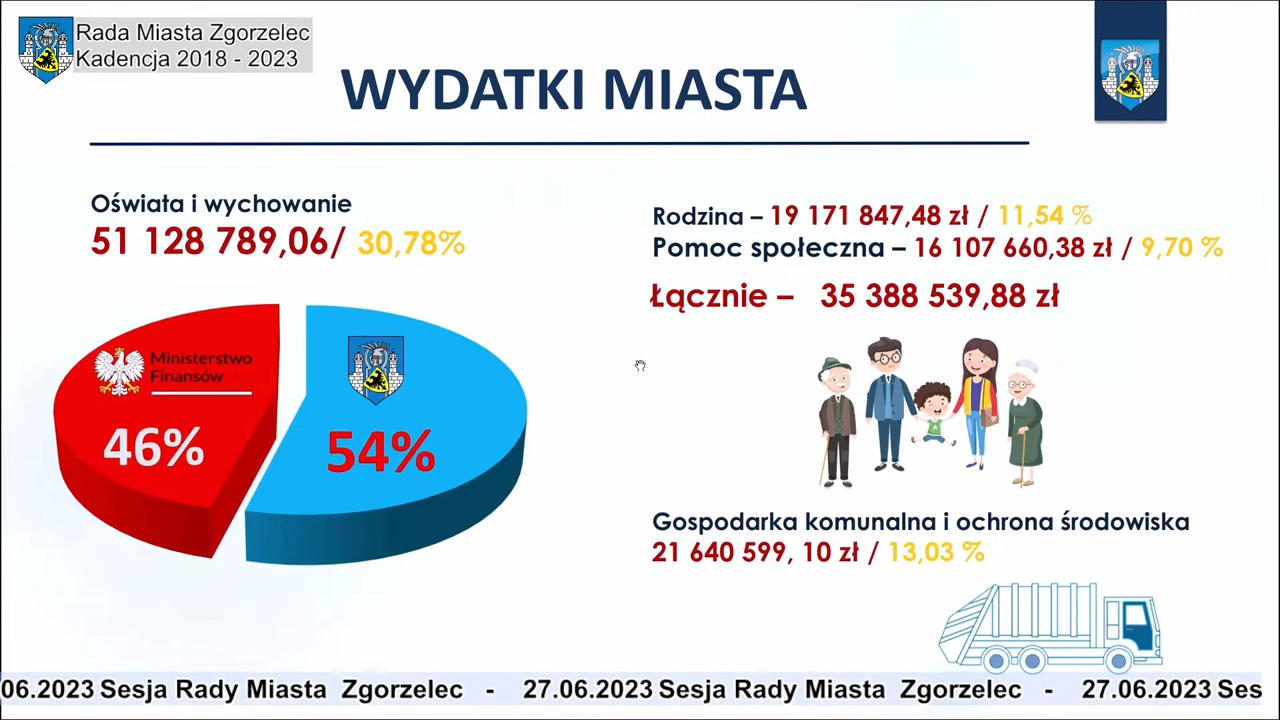 Rada Miasta Zgorzelec
Kadencja 2018 - 2023
WYDATKI MIASTA
Oświata i wychowanie
51 128 789,06/ 30,78%
Ministerstwo
Finansów
46%
54%
Rodzina – 19 171 847,48 zł / 11,54 %
Pomoc społeczna – 16 107 660,38 zł / 9,70 %
Łącznie – 35 388 539,88 zł
Gospodarka komunalna i ochrona środowiska
21 640 599, 10 zł / 13,03 %
06.2023 Sesja Rady Miasta Zgorzelec - 27.06.2023 Sesja Rady Miasta Zgorzelec - 27.06.2023 Ses